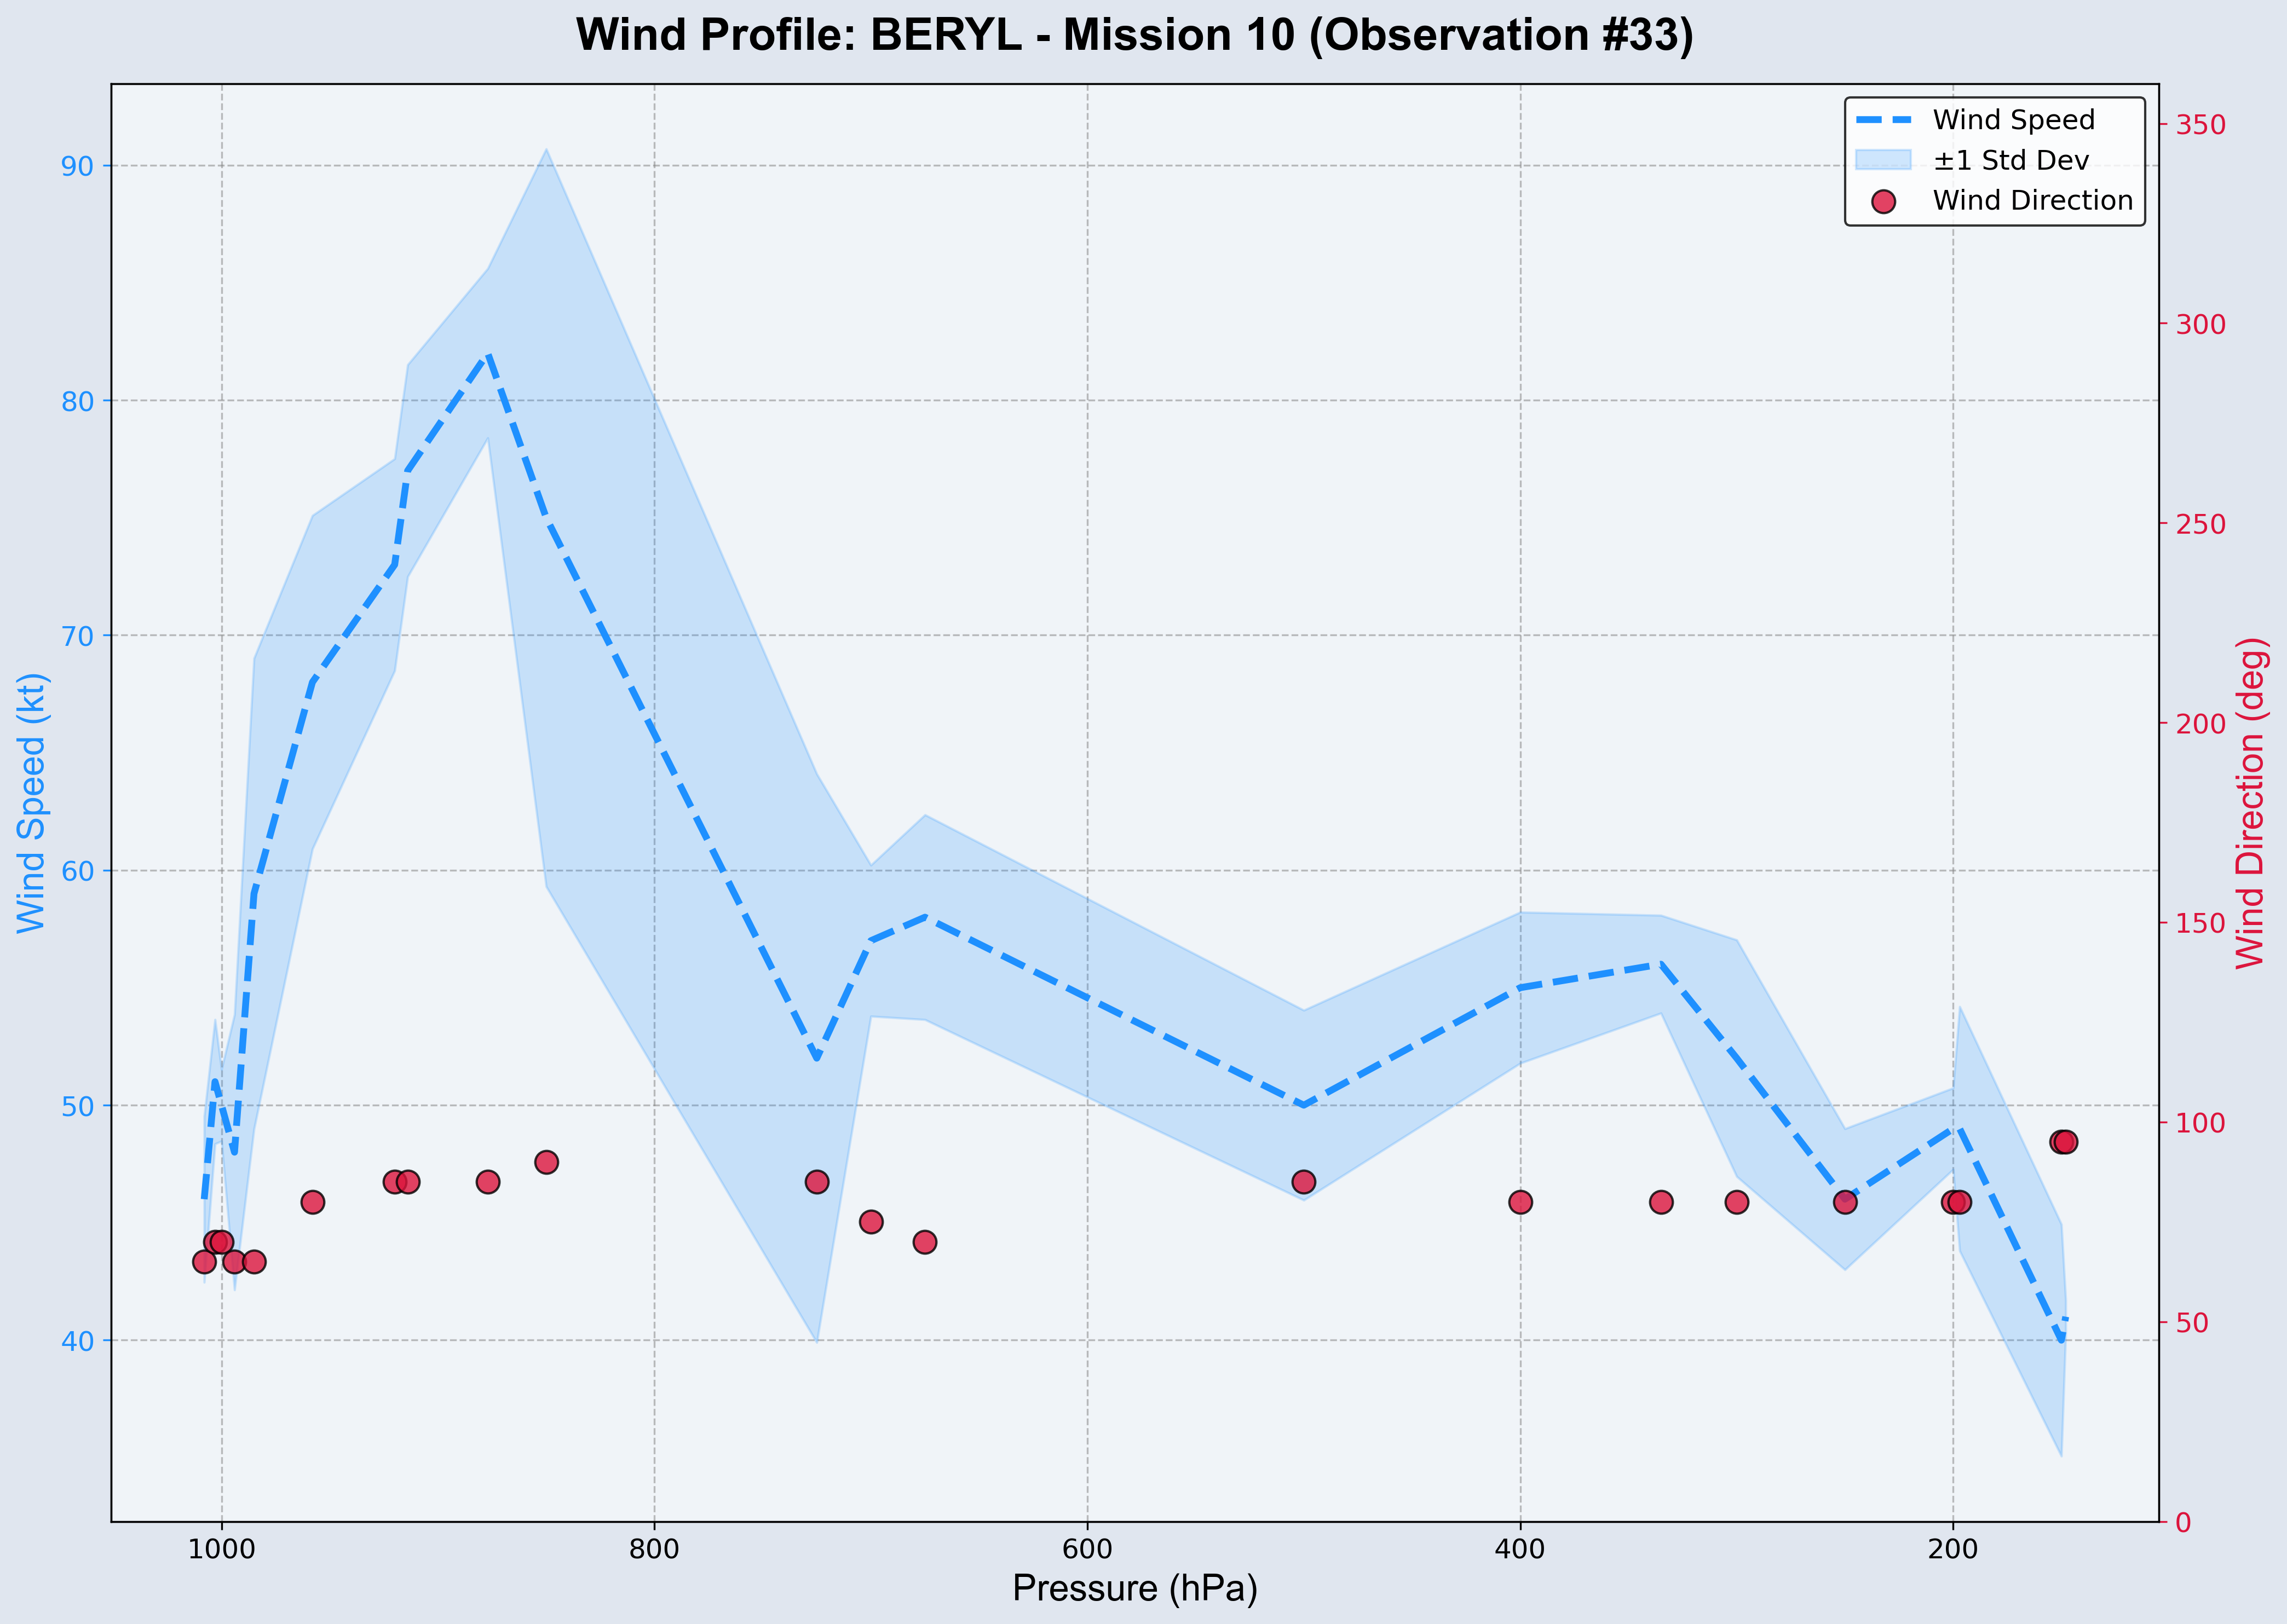 Wind Profile: BERYL - Mission 10 (Observation #33)
Wind Speed
±1 Std Dev
Wind Direction
90
80
70
60
50
40
Wind Speed (kt)
350
300
250
200
150
100
50
0
Wind Direction (deg)
1000
800
600
400
200
Pressure (hPa)